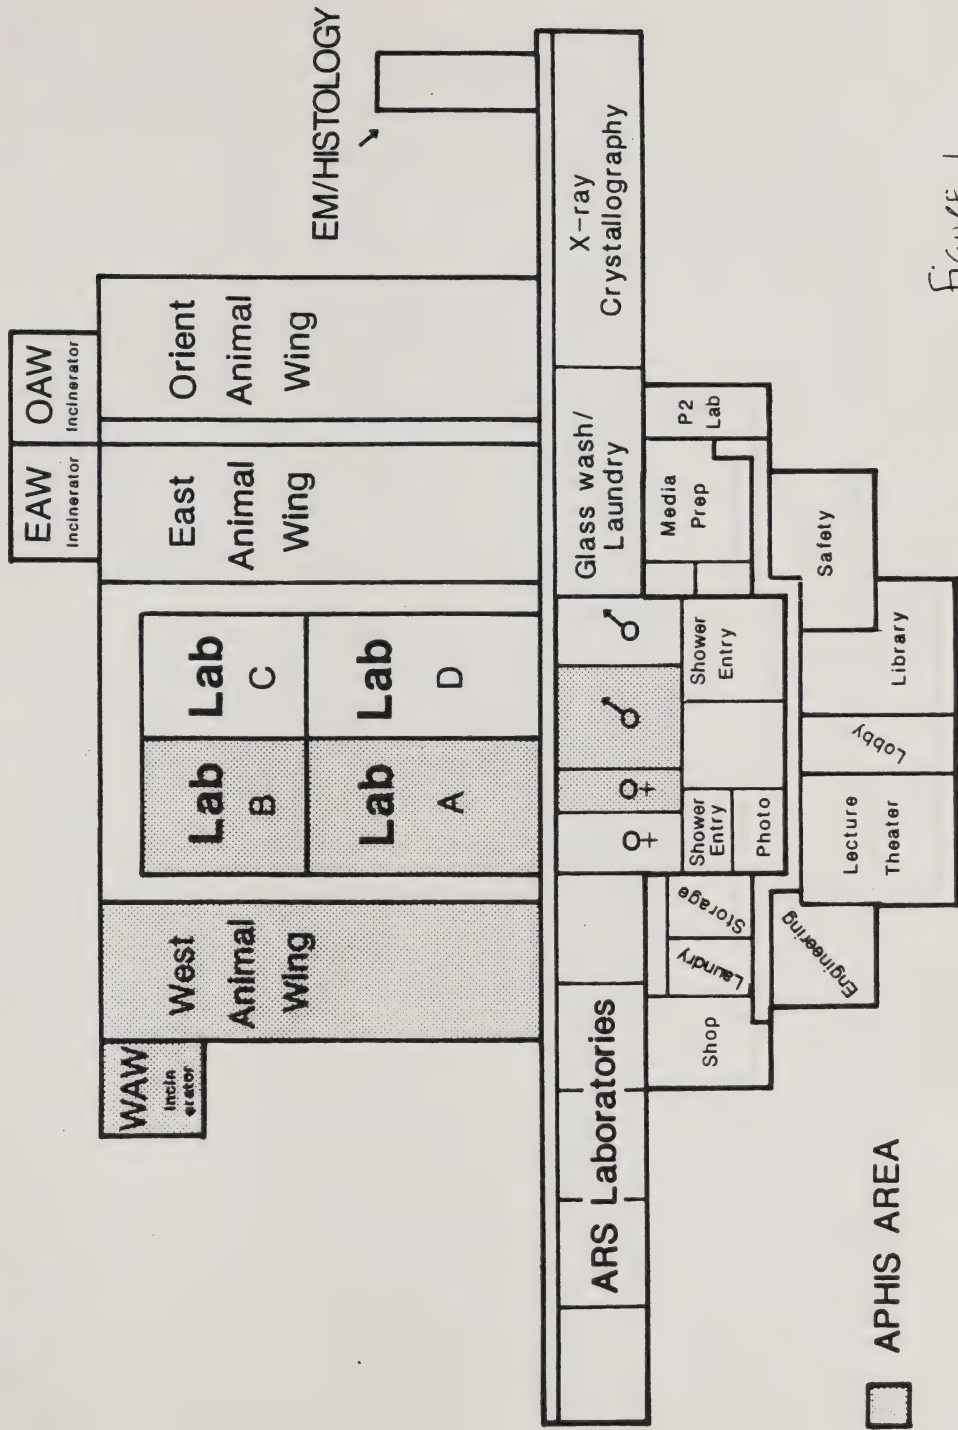 EM/HISTOLOGY
OAW
Incinerator
EAW
Incinerator
Orient
Animal
Wing
East
Animal
Wing
Lab
C
Lab
D
Lab
B
Lab
A
West
Animal
Wing
WAW
Incin
erator
X-ray
Crystallography
Glass wash/
Laundry
♂
♂
♀
♀
ARS Laboratories
P2
Lab
Media
Prep
Shower
Entry
Shower
Entry
Photo
Storage
Laundry
Shop
Safety
Library
Lobby
Lecture
Theater
Engineering
APHIS AREA
Figure 1